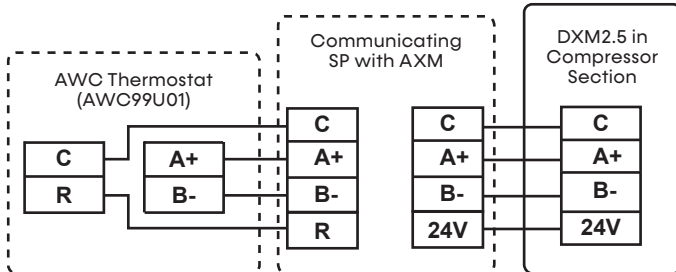 AWC Thermostat
(AWC99U01)
C
R
A+
B-
Communicating
SP with AXM
C
A+
B-
R
C
A+
B-
24V
DXM2.5 in
Compressor
Section
C
A+
B-
24V